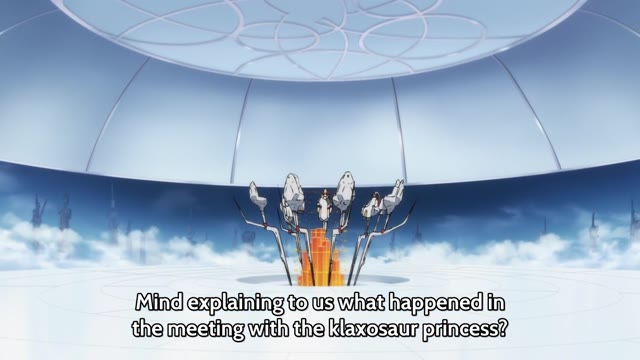 Mind explaining to us what happened in
the meeting with the klaxosaur princess?